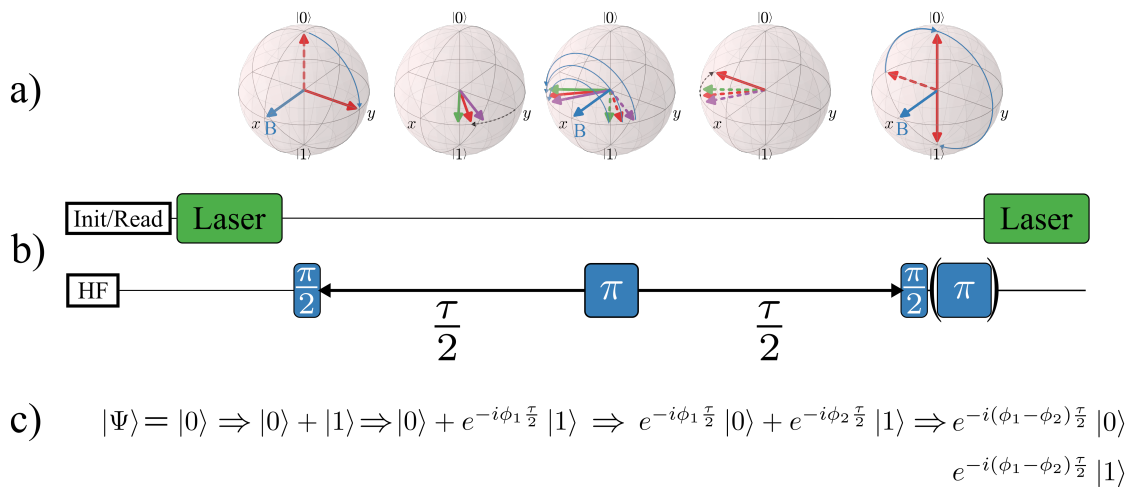 a)
|0⟩ |0⟩ |0⟩ |0⟩ |0⟩
x B y x y x B y x y x B y
|1⟩ |1⟩ |1⟩ |1⟩ |1⟩
b)
Init/Read Laser Laser
HF π/2 π π/2 (π)
τ/2 τ/2
c) |Ψ⟩ = |0⟩ ⇒ |0⟩ + |1⟩ ⇒ |0⟩ + e^{-iϕ₁ τ/2} |1⟩ ⇒ e^{-iϕ₁ τ/2} |0⟩ + e^{-iϕ₂ τ/2} |1⟩ ⇒ e^{-i(ϕ₁-ϕ₂) τ/2} |0⟩
e^{-i(ϕ₁-ϕ₂) τ/2} |1⟩